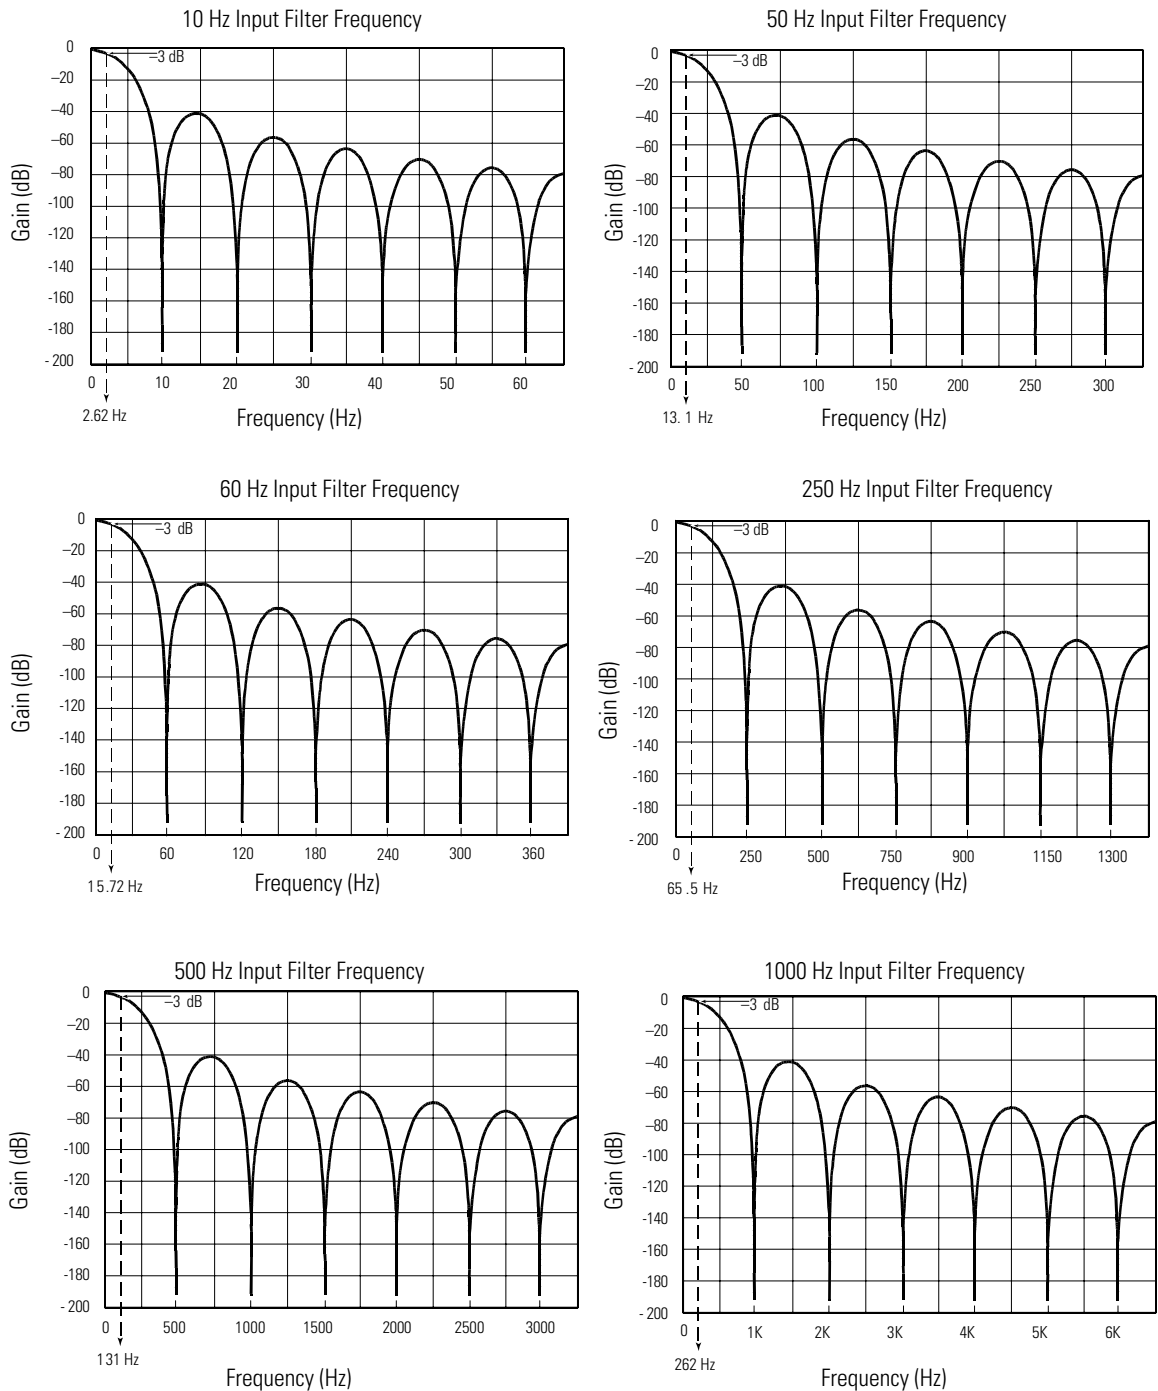 10 Hz Input Filter Frequency
0
–20
–40
–60
–80
-100
-120
-140
-160
-180
- 200
–3 dB
Gain (dB)
0 10 20 30 40 50 60
2.62 Hz
Frequency (Hz)
50 Hz Input Filter Frequency
0
–20
–40
–60
–80
-100
-120
-140
-160
-180
- 200
–3 dB
Gain (dB)
0 50 100 150 200 250 300
13. 1 Hz
Frequency (Hz)
60 Hz Input Filter Frequency
0
–20
–40
–60
–80
-100
-120
-140
-160
-180
- 200
–3 dB
Gain (dB)
0 60 120 180 240 300 360
15.72 Hz
Frequency (Hz)
250 Hz Input Filter Frequency
0
–20
–40
–60
–80
-100
-120
-140
-160
-180
- 200
–3 dB
Gain (dB)
0 250 500 750 900 1150 1300
65 .5 Hz
Frequency (Hz)
500 Hz Input Filter Frequency
0
–20
–40
–60
–80
-100
-120
-140
-160
-180
- 200
–3 dB
Gain (dB)
0 500 1000 1500 2000 2500 3000
131 Hz
Frequency (Hz)
1000 Hz Input Filter Frequency
0
–20
–40
–60
–80
-100
-120
-140
-160
-180
- 200
–3 dB
Gain (dB)
0 1K 2K 3K 4K 5K 6K
262 Hz
Frequency (Hz)